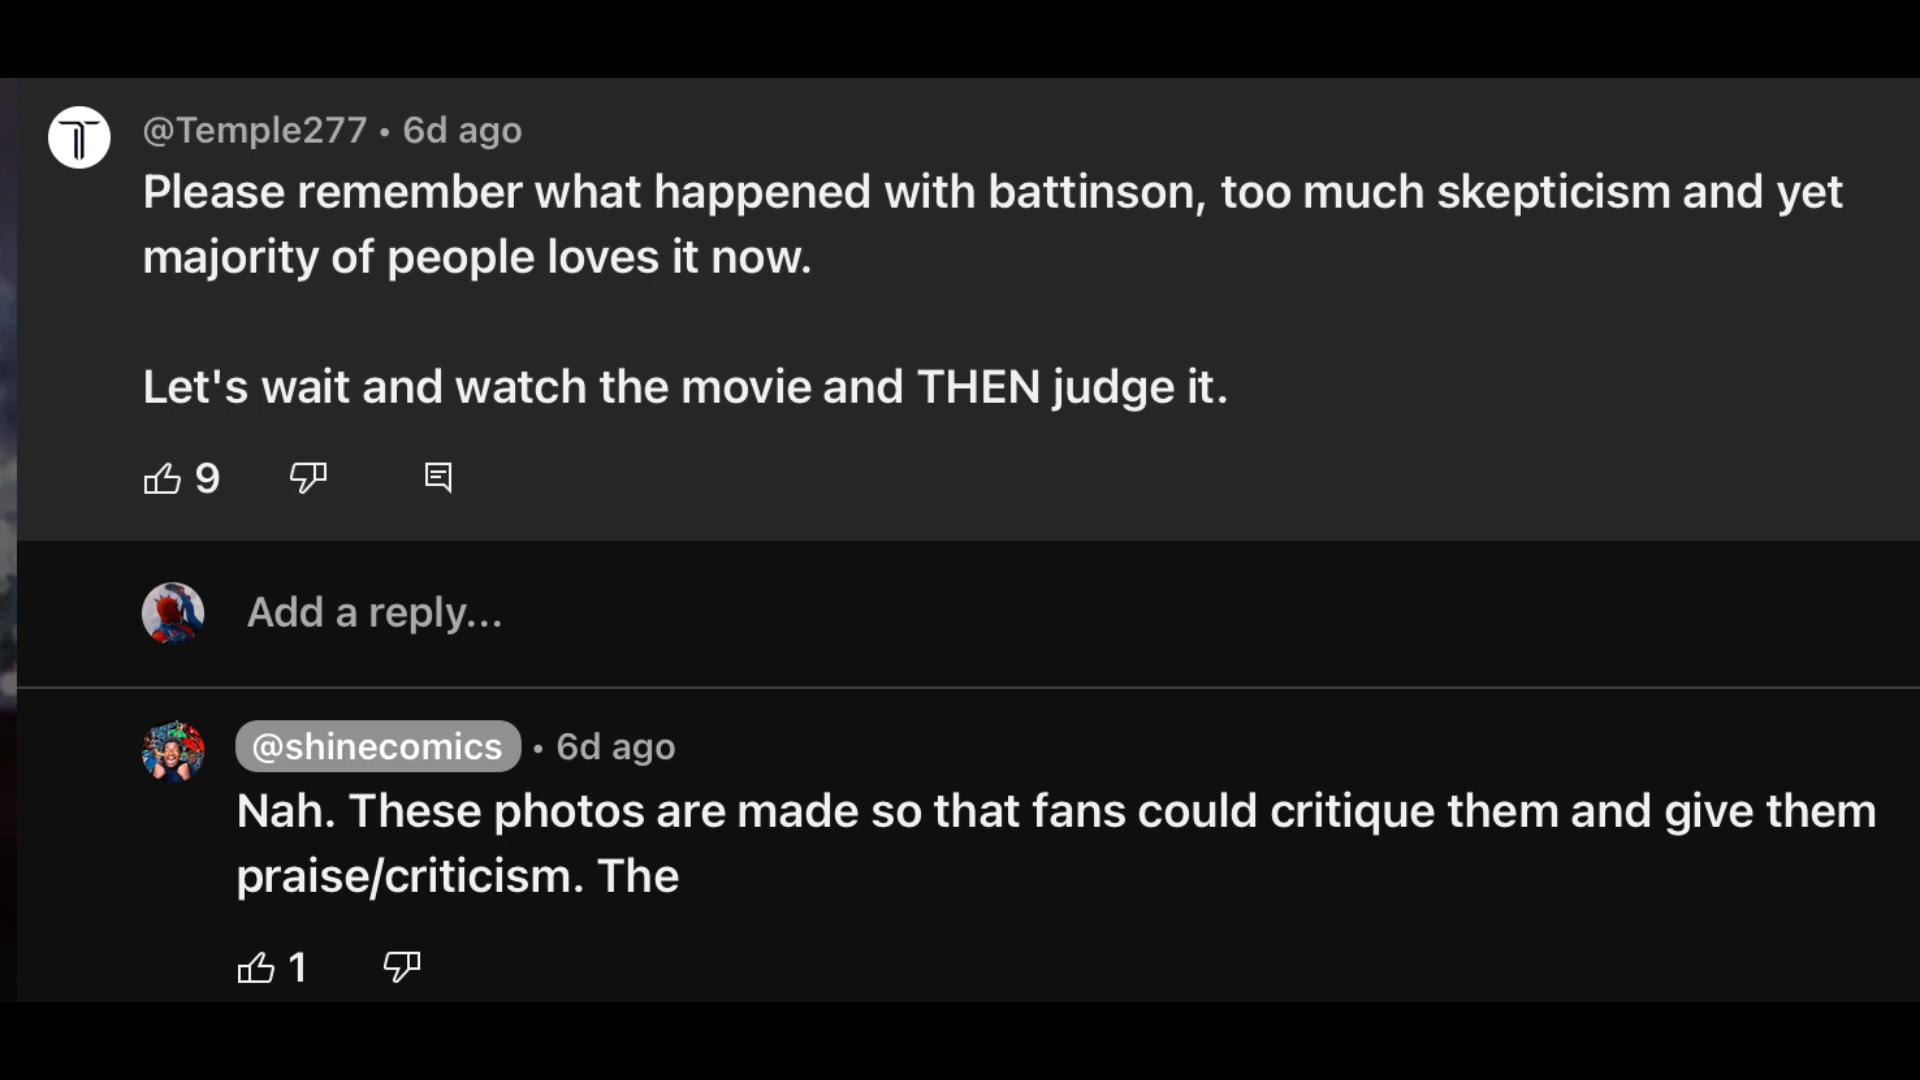 @Temple277 • 6d ago
Please remember what happened with battinson, too much skepticism and yet
majority of people loves it now.
Let's wait and watch the movie and THEN judge it.
9
Add a reply...
@shinecomics • 6d ago
Nah. These photos are made so that fans could critique them and give them
praise/criticism. The
1